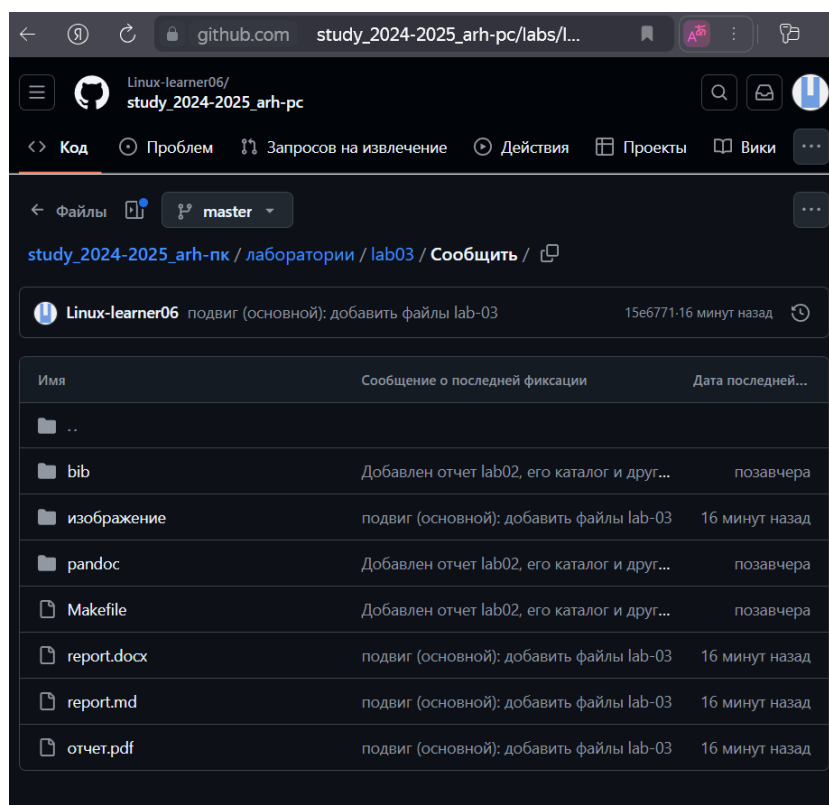 github.com study_2024-2025_arh-pc/labs/l...
Linux-learner06/
study_2024-2025_arh-pc
Код Проблем Запросов на извлечение Действия Проекты Вики
Файлы master
study_2024-2025_arh-пк / лаборатории / lab03 / Сообщить /
Linux-learner06 подвиг (основной): добавить файлы lab-03 15e6771·16 минут назад
Имя Сообщение о последней фиксации Дата последней...
..
bib Добавлен отчет lab02, его каталог и друг... позавчера
изображение подвиг (основной): добавить файлы lab-03 16 минут назад
pandoc Добавлен отчет lab02, его каталог и друг... позавчера
Makefile Добавлен отчет lab02, его каталог и друг... позавчера
report.docx подвиг (основной): добавить файлы lab-03 16 минут назад
report.md подвиг (основной): добавить файлы lab-03 16 минут назад
отчет.pdf подвиг (основной): добавить файлы lab-03 16 минут назад